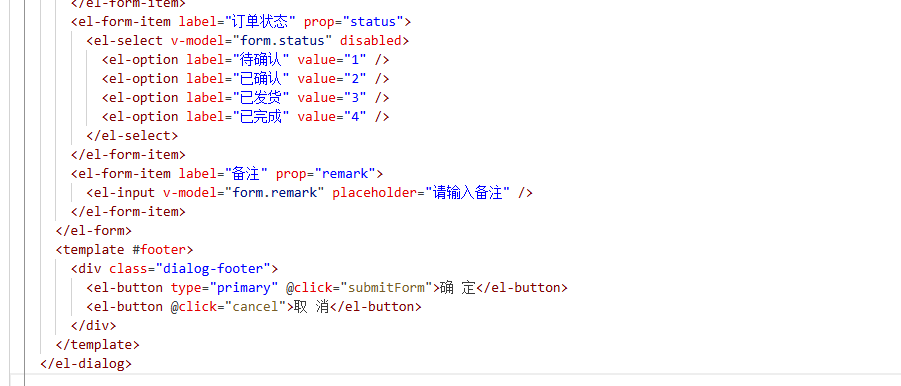 </el-form-item>
<el-form-item label="订单状态" prop="status">
<el-select v-model="form.status" disabled>
<el-option label="待确认" value="1" />
<el-option label="已确认" value="2" />
<el-option label="已发货" value="3" />
<el-option label="已完成" value="4" />
</el-select>
</el-form-item>
<el-form-item label="备注" prop="remark">
<el-input v-model="form.remark" placeholder="请输入备注" />
</el-form-item>
</el-form>
<template #footer>
<div class="dialog-footer">
<el-button type="primary" @click="submitForm">确 定</el-button>
<el-button @click="cancel">取 消</el-button>
</div>
</template>
</el-dialog>